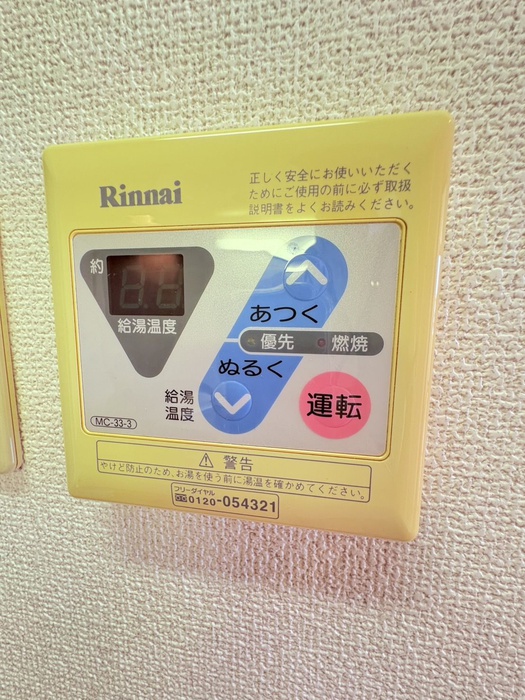 Rinnai
正しく安全にお使いいただく
ためにご使用の前に必ず取扱
説明書をよくお読みください。
約
給湯温度
あつく
優先
燃焼
ぬるく
給湯
温度
運転
MC-33-3
⚠ 警告
やけど防止のため、お湯を使う前に湯温を確かめてください。
フリーダイヤル
0120-054321